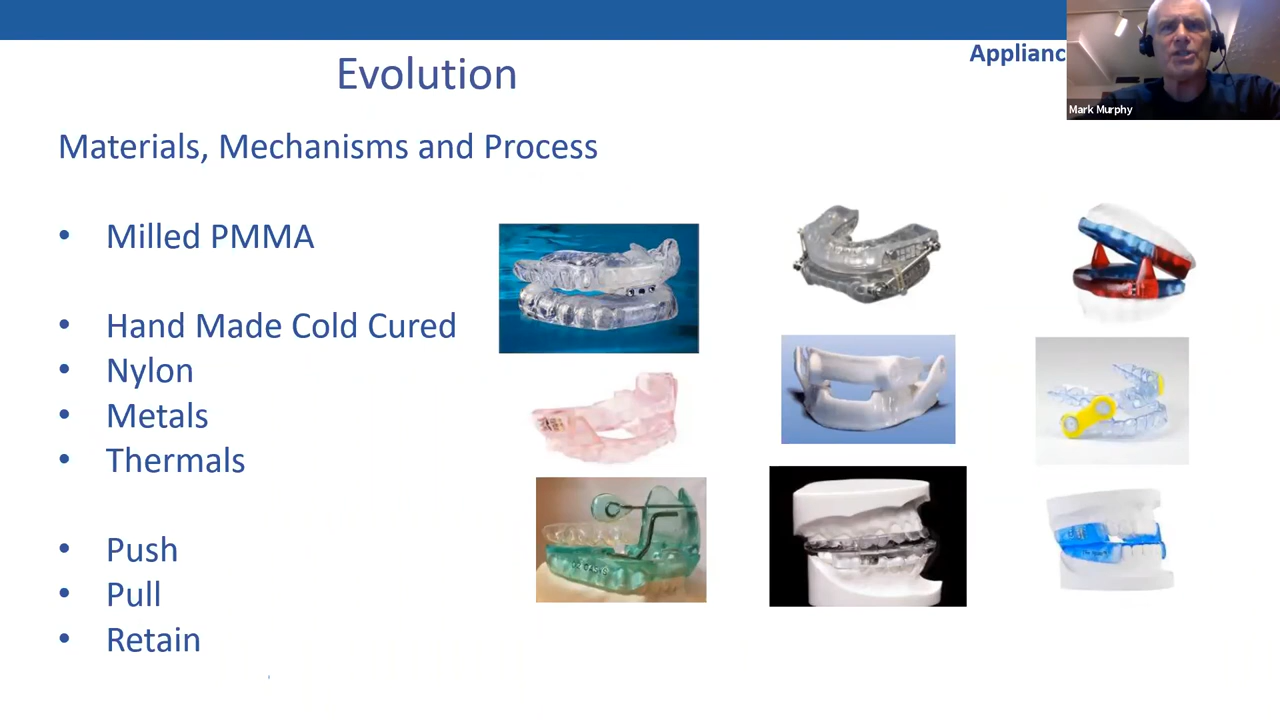 Evolution
Applianc
Mark Murphy
Materials, Mechanisms and Process
• Milled PMMA
• Hand Made Cold Cured
• Nylon
• Metals
• Thermals
• Push
• Pull
• Retain